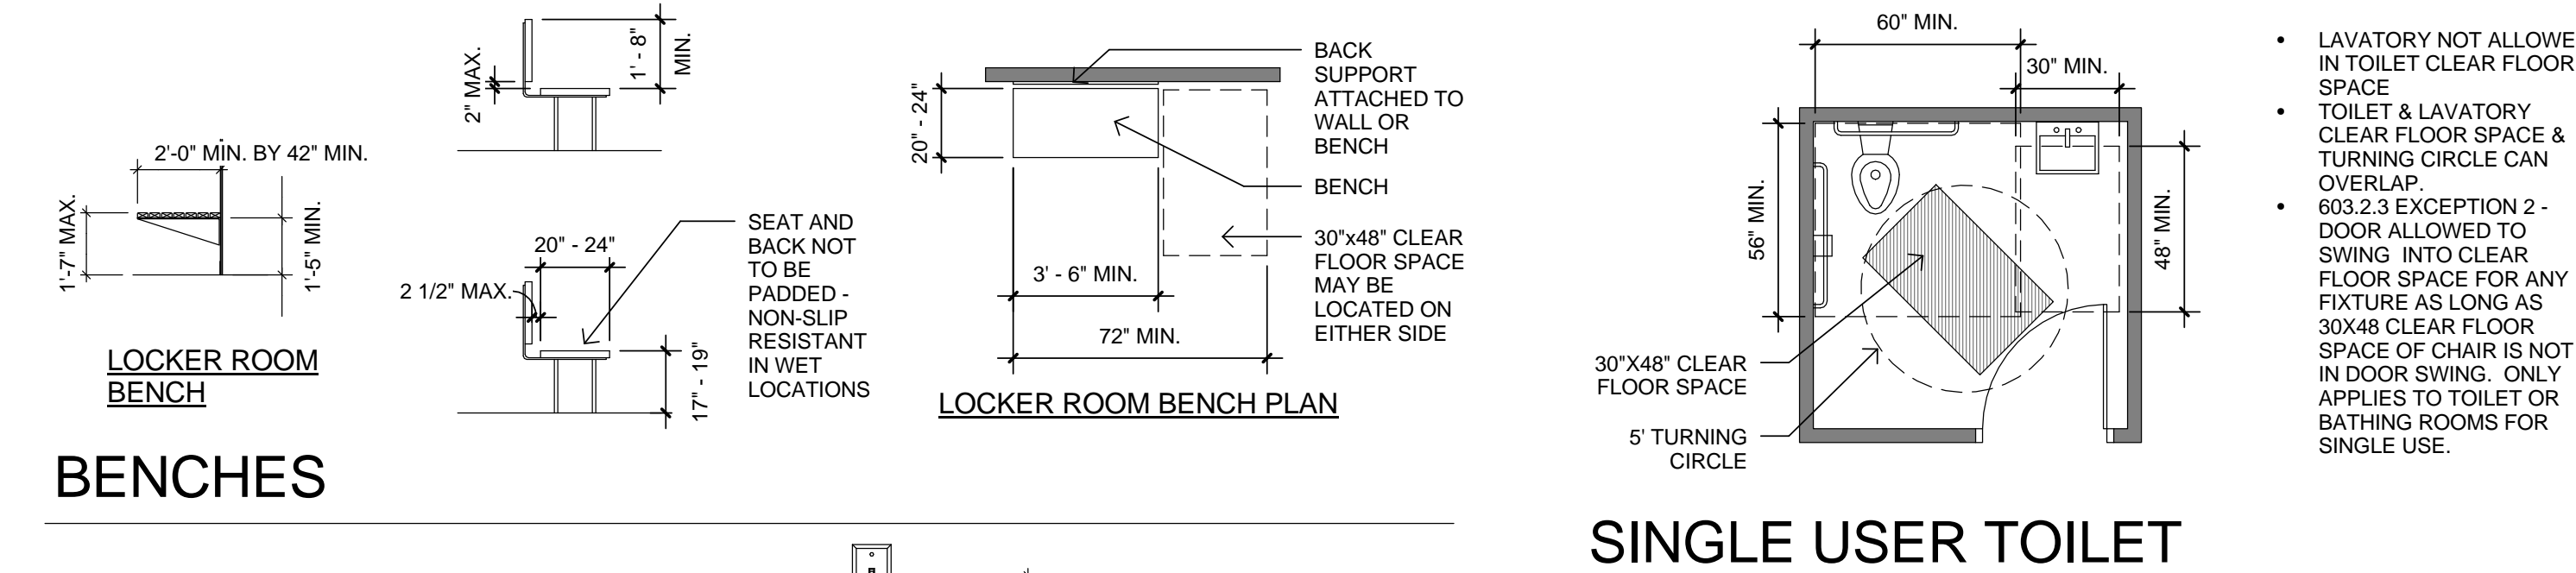 2'-0" MIN. BY 42" MIN.
1'-7" MAX.
1'-5" MIN.
LOCKER ROOM
BENCH
2" MAX.
1' - 8"
MIN.
20" - 24"
2 1/2" MAX.
17" - 19"
SEAT AND
BACK NOT
TO BE
PADDED -
NON-SLIP
RESISTANT
IN WET
LOCATIONS
20" - 24"
3' - 6" MIN.
72" MIN.
BACK
SUPPORT
ATTACHED TO
WALL OR
BENCH
BENCH
30"x48" CLEAR
FLOOR SPACE
MAY BE
LOCATED ON
EITHER SIDE
LOCKER ROOM BENCH PLAN
BENCHES
60" MIN.
30" MIN.
56" MIN.
48" MIN.
30"X48" CLEAR
FLOOR SPACE
5' TURNING
CIRCLE
SINGLE USER TOILET
• LAVATORY NOT ALLOWE
IN TOILET CLEAR FLOOR
SPACE
• TOILET & LAVATORY
CLEAR FLOOR SPACE &
TURNING CIRCLE CAN
OVERLAP.
• 603.2.3 EXCEPTION 2 -
DOOR ALLOWED TO
SWING INTO CLEAR
FLOOR SPACE FOR ANY
FIXTURE AS LONG AS
30X48 CLEAR FLOOR
SPACE OF CHAIR IS NOT
IN DOOR SWING. ONLY
APPLIES TO TOILET OR
BATHING ROOMS FOR
SINGLE USE.